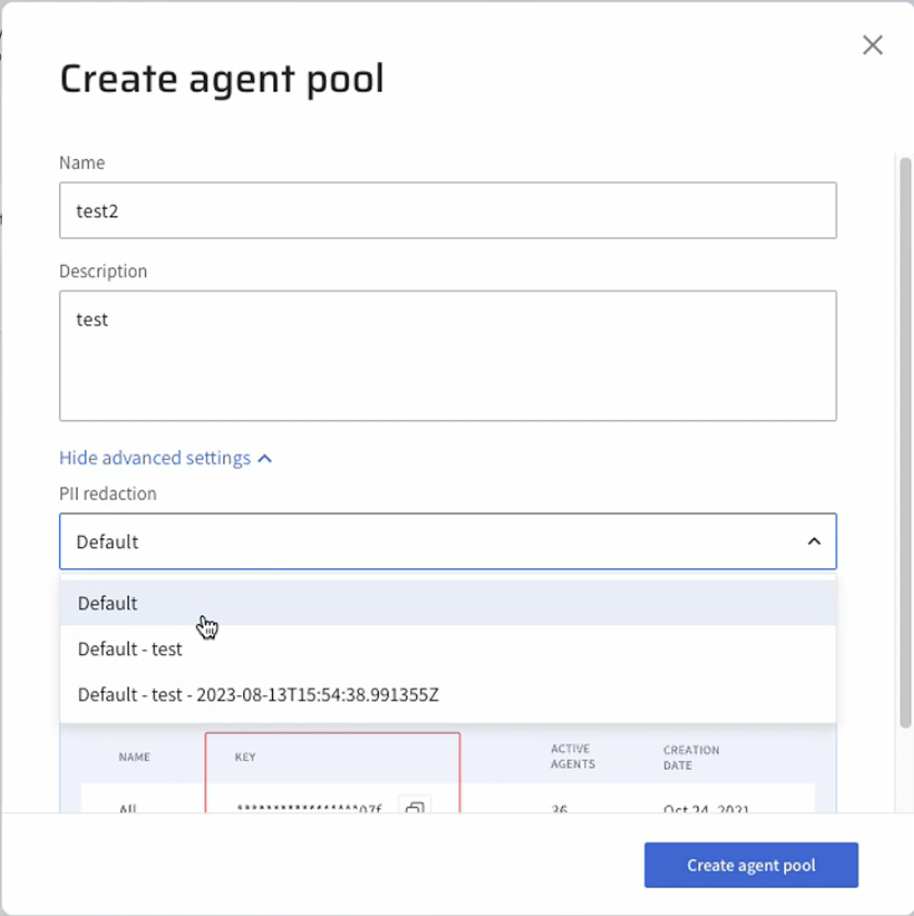 Create agent pool
Name
test2
Description
test
Hide advanced settings
PII redaction
Default
Default
Default - test
Default - test - 2023-08-13T15:54:38.991355Z
NAME KEY ACTIVE AGENTS CREATION DATE
All ******************07f 36 Oct 24, 2021
Create agent pool